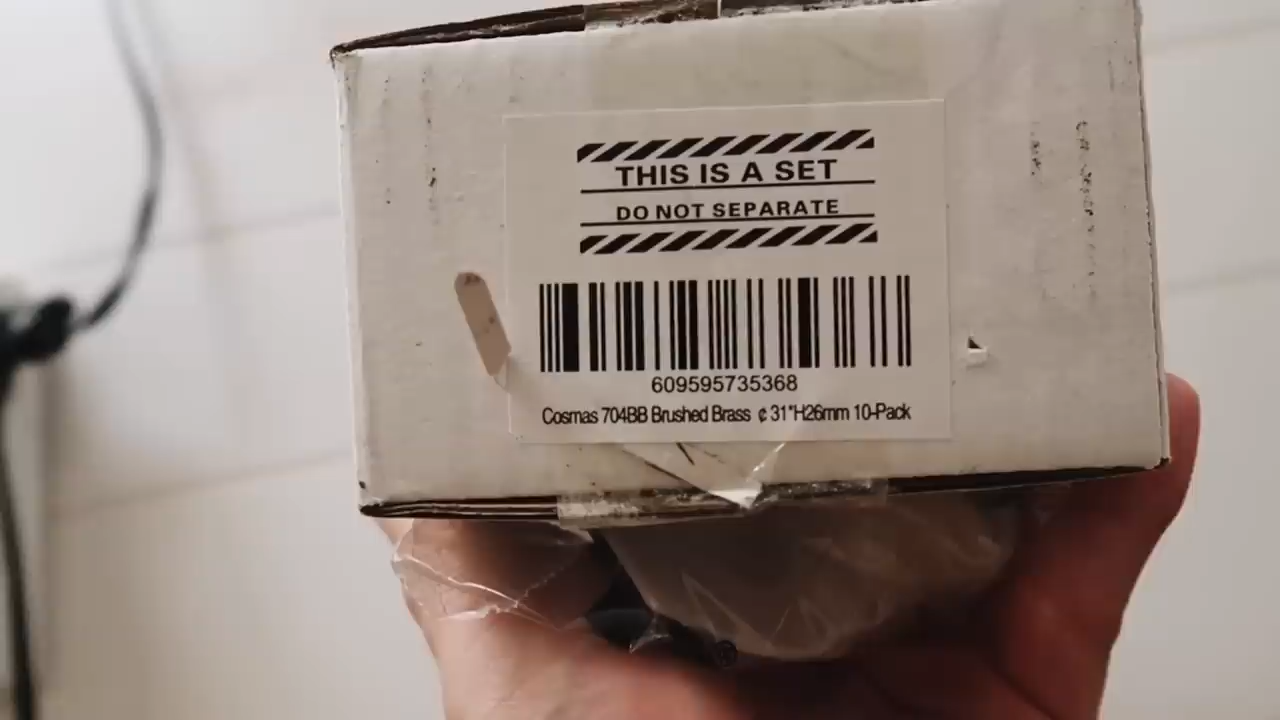 THIS IS A SET
DO NOT SEPARATE
609595735368
Cosmas 704BB Brushed Brass ¢ 31"H26mm 10-Pack